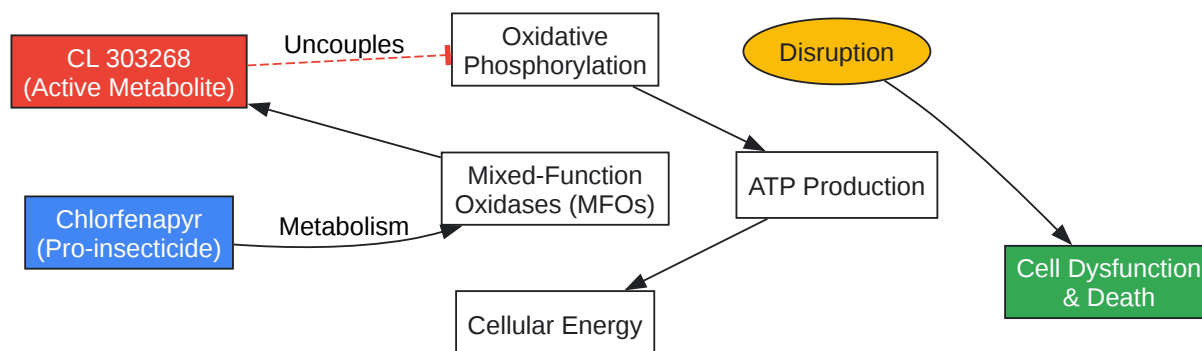 CL 303268
(Active Metabolite)
Uncouples
Oxidative
Phosphorylation
Disruption
Mixed-Function
Oxidases (MFOs)
ATP Production
Chlorfenapyr
(Pro-insecticide)
Metabolism
Cell Dysfunction
& Death
Cellular Energy